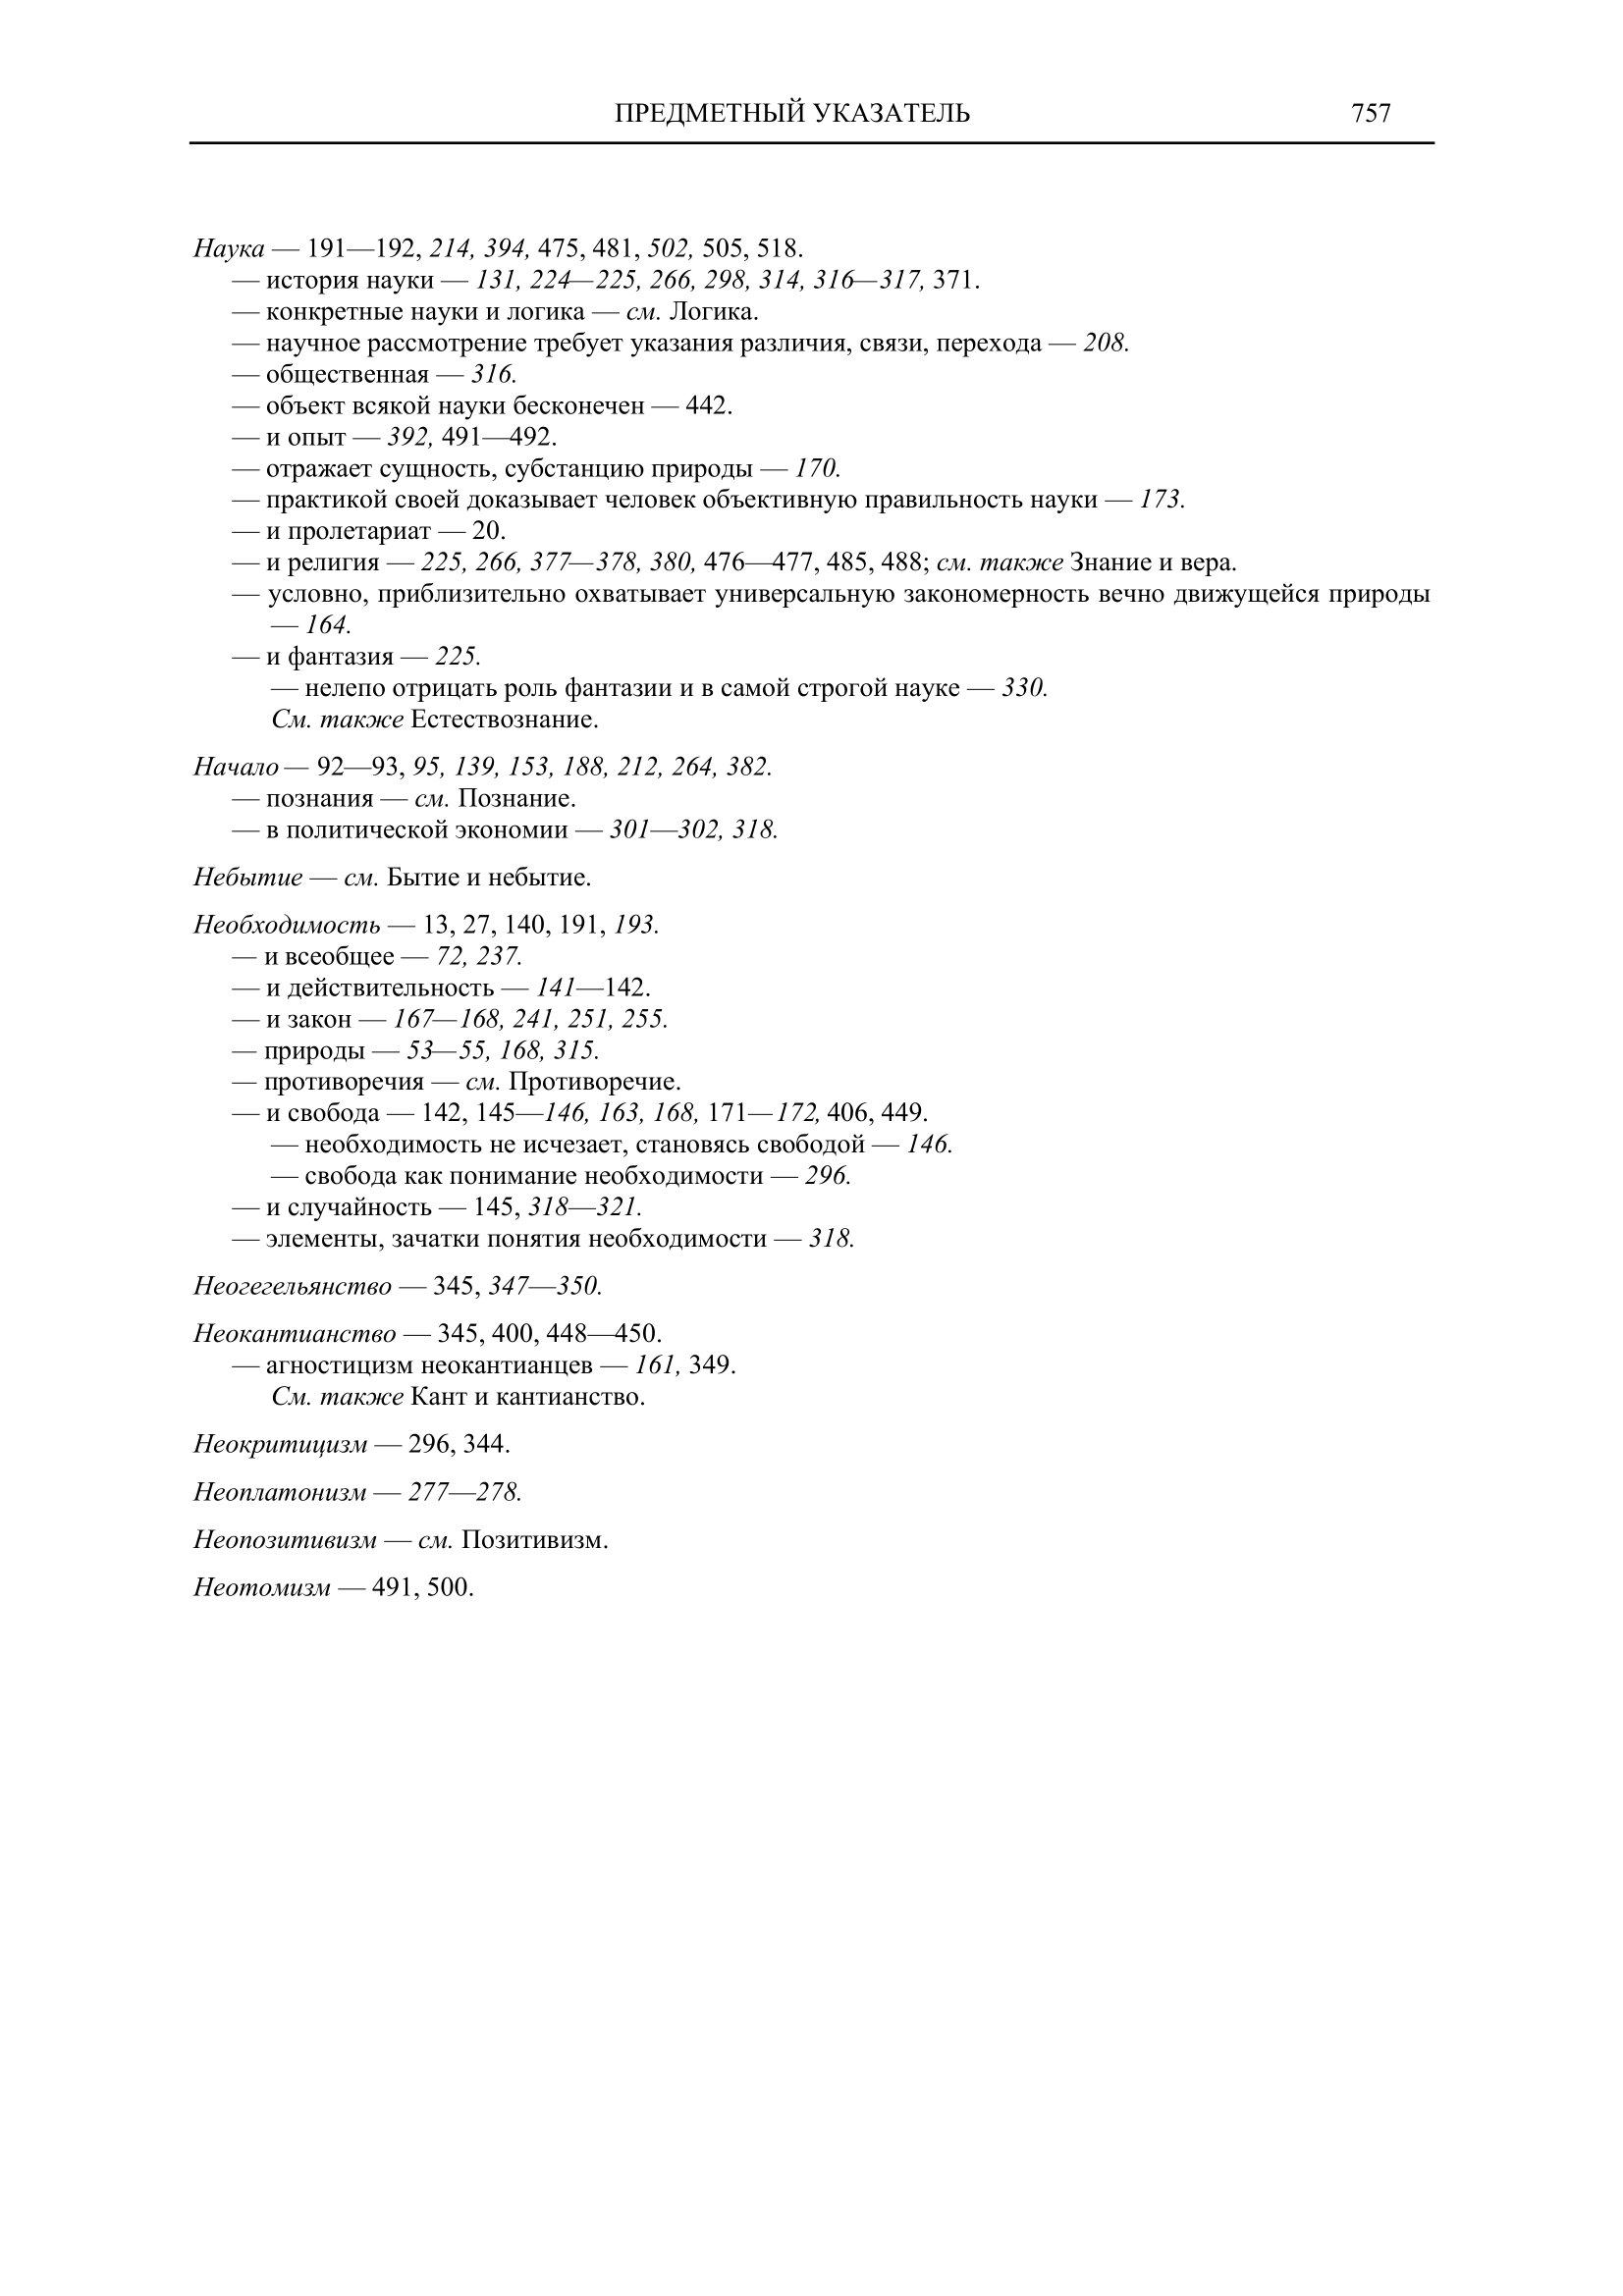 ПРЕДМЕТНЫЙ УКАЗАТЕЛЬ 757
Наука — 191—192, 214, 394, 475, 481, 502, 505, 518.
— история науки — 131, 224—225, 266, 298, 314, 316—317, 371.
— конкретные науки и логика — см. Логика.
— научное рассмотрение требует указания различия, связи, перехода — 208.
— общественная — 316.
— объект всякой науки бесконечен — 442.
— и опыт — 392, 491—492.
— отражает сущность, субстанцию природы — 170.
— практикой своей доказывает человек объективную правильность науки — 173.
— и пролетариат — 20.
— и религия — 225, 266, 377—378, 380, 476—477, 485, 488; см. также Знание и вера.
— условно, приблизительно охватывает универсальную закономерность вечно движущейся природы
— 164.
— и фантазия — 225.
— нелепо отрицать роль фантазии и в самой строгой науке — 330.
См. также Естествознание.
Начало — 92—93, 95, 139, 153, 188, 212, 264, 382.
— познания — см. Познание.
— в политической экономии — 301—302, 318.
Небытие — см. Бытие и небытие.
Необходимость — 13, 27, 140, 191, 193.
— и всеобщее — 72, 237.
— и действительность — 141—142.
— и закон — 167—168, 241, 251, 255.
— природы — 53—55, 168, 315.
— противоречия — см. Противоречие.
— и свобода — 142, 145—146, 163, 168, 171—172, 406, 449.
— необходимость не исчезает, становясь свободой — 146.
— свобода как понимание необходимости — 296.
— и случайность — 145, 318—321.
— элементы, зачатки понятия необходимости — 318.
Неогегельянство — 345, 347—350.
Неокантианство — 345, 400, 448—450.
— агностицизм неокантианцев — 161, 349.
См. также Кант и кантианство.
Неокритицизм — 296, 344.
Неоплатонизм — 277—278.
Неопозитивизм — см. Позитивизм.
Неотомизм — 491, 500.